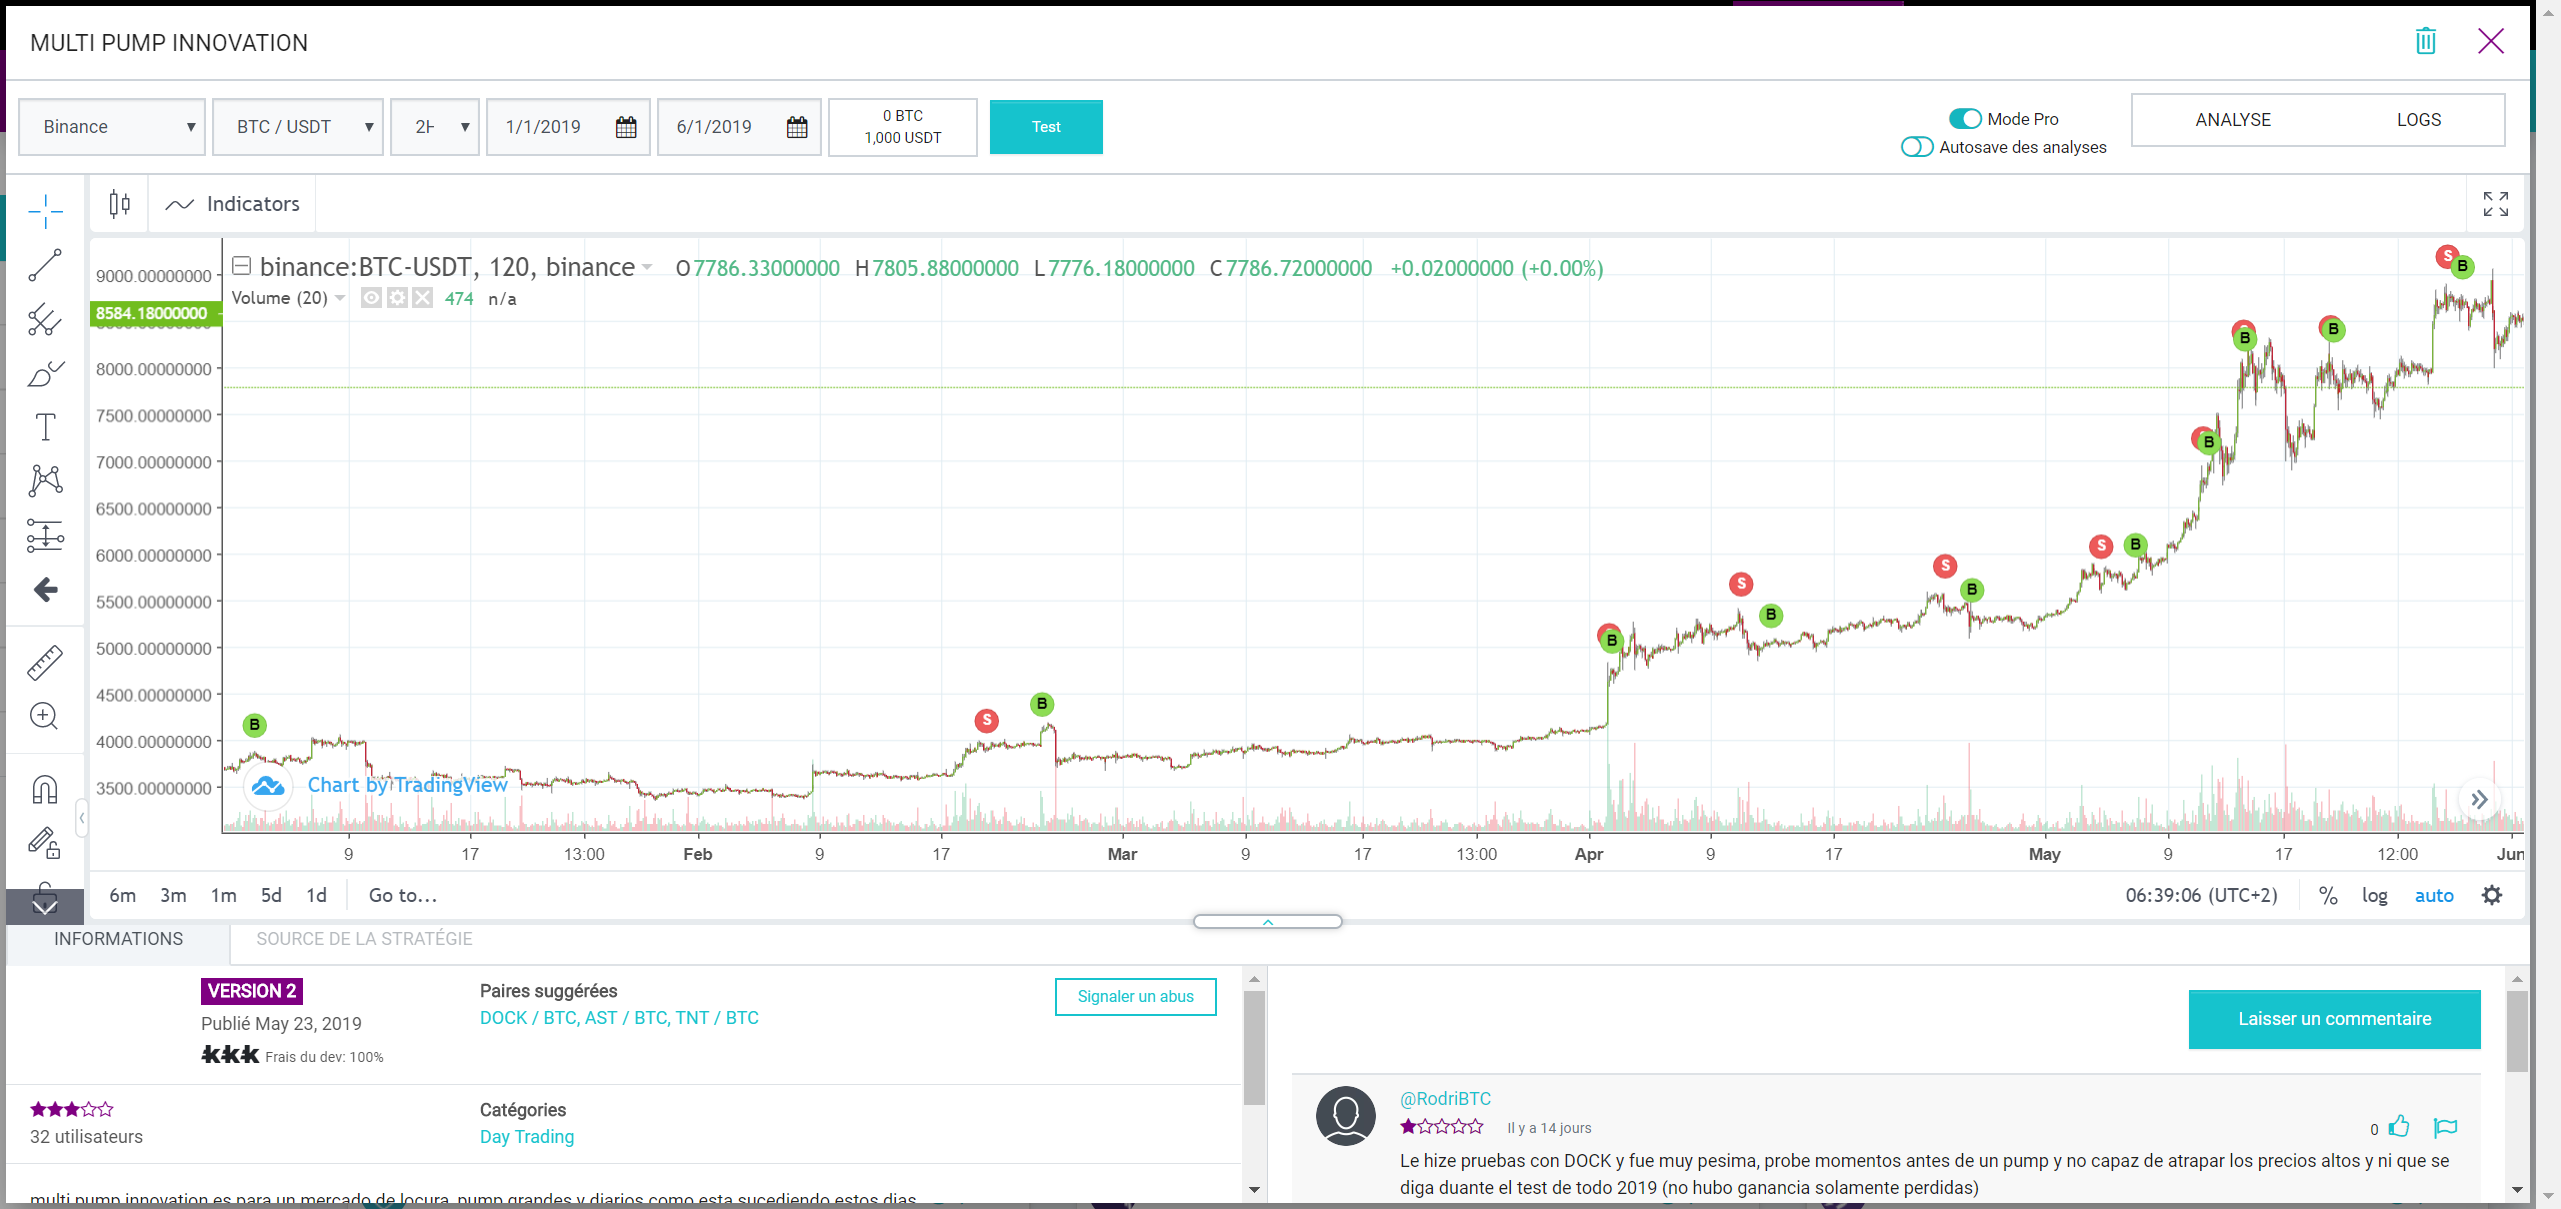 MULTI PUMP INNOVATION
Binance
BTC / USDT
1/1/2019
6/1/2019
0 BTC
1,000 USDT
Test
Mode Pro
Autosave des analyses
ANALYSE
LOGS
Indicators
binance:BTC-USDT, 120, binance
O7786.33000000 H7805.88000000 L7776.18000000 C7786.72000000 +0.02000000 (+0.00%)
Volume (20) 474 n/a
9000.00000000
8584.18000000
8000.00000000
7500.00000000
7000.00000000
6500.00000000
6000.00000000
5500.00000000
5000.00000000
4500.00000000
4000.00000000
3500.00000000
B
S
B
B
S
B
S
B
S
B
B
B
B
S
B
Chart by TradingView
9 17 13:00 Feb 9 17 Mar 9 17 13:00 Apr 9 17 May 9 17 12:00 Jun
6m 3m 1m 5d 1d Go to...
06:39:06 (UTC+2) % log auto
INFORMATIONS
SOURCE DE LA STRATÉGIE
VERSION 2
Publié May 23, 2019
Frais du dev: 100%
Paires suggérées
DOCK / BTC, AST / BTC, TNT / BTC
Signaler un abus
32 utilisateurs
Catégories
Day Trading
multi pump innovation es para un mercado de locura, pump grandes y diarios como esta sucediendo estos dias
Laisser un commentaire
@RodriBTC
Il y a 14 jours
0
Le hize pruebas con DOCK y fue muy pesima, probe momentos antes de un pump y no capaz de atrapar los precios altos y ni que se
diga duante el test de todo 2019 (no hubo ganancia solamente perdidas)